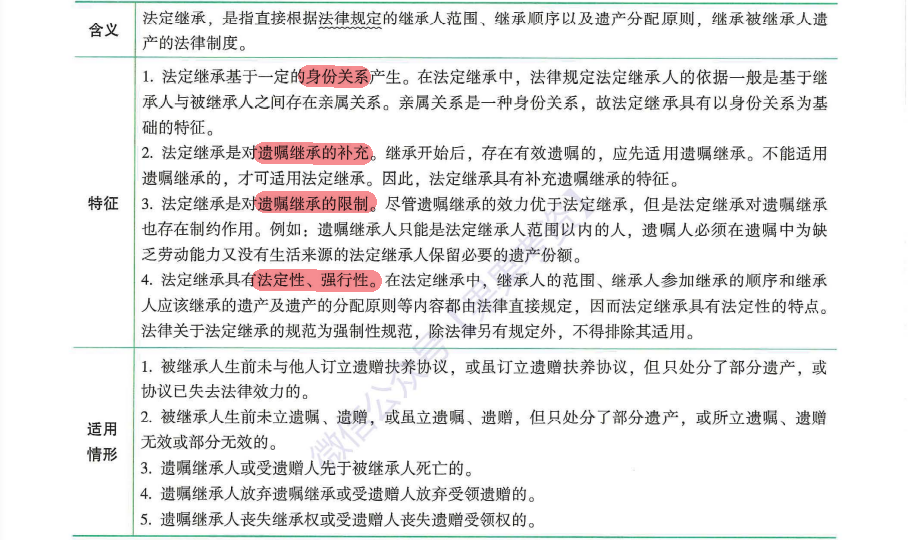 含义
法定继承，是指直接根据法律规定的继承人范围、继承顺序以及遗产分配原则，继承被继承人遗
产的法律制度。
特征
1. 法定继承基于一定的身份关系产生。在法定继承中，法律规定法定继承人的依据一般是基于继
承人与被继承人之间存在亲属关系。亲属关系是一种身份关系，故法定继承具有以身份关系为基
础的特征。
2. 法定继承是对遗嘱继承的补充。继承开始后，存在有效遗嘱的，应先适用遗嘱继承。不能适用
遗嘱继承的，才可适用法定继承。因此，法定继承具有补充遗嘱继承的特征。
3. 法定继承是对遗嘱继承的限制。尽管遗嘱继承的效力优于法定继承，但是法定继承对遗嘱继承
也存在制约作用。例如：遗嘱继承人只能是法定继承人范围以内的人，遗嘱人必须在遗嘱中为缺
乏劳动能力又没有生活来源的法定继承人保留必要的遗产份额。
4. 法定继承具有法定性、强行性。在法定继承中，继承人的范围、继承人参加继承的顺序和继承
人应该继承的遗产及遗产的分配原则等内容都由法律直接规定，因而法定继承具有法定性的特点。
法律关于法定继承的规范为强制性规范，除法律另有规定外，不得排除其适用。
适用
情形
1. 被继承人生前未与他人订立遗赠扶养协议，或虽订立遗赠扶养协议，但只处分了部分遗产，或
协议已失去法律效力的。
2. 被继承人生前未立遗嘱、遗赠，或虽立遗嘱、遗赠，但只处分了部分遗产，或所立遗嘱、遗赠
无效或部分无效的。
3. 遗嘱继承人或受遗赠人先于被继承人死亡的。
4. 遗嘱继承人放弃遗嘱继承或受遗赠人放弃受领遗赠的。
5. 遗嘱继承人丧失继承权或受遗赠人丧失遗赠受领权的。